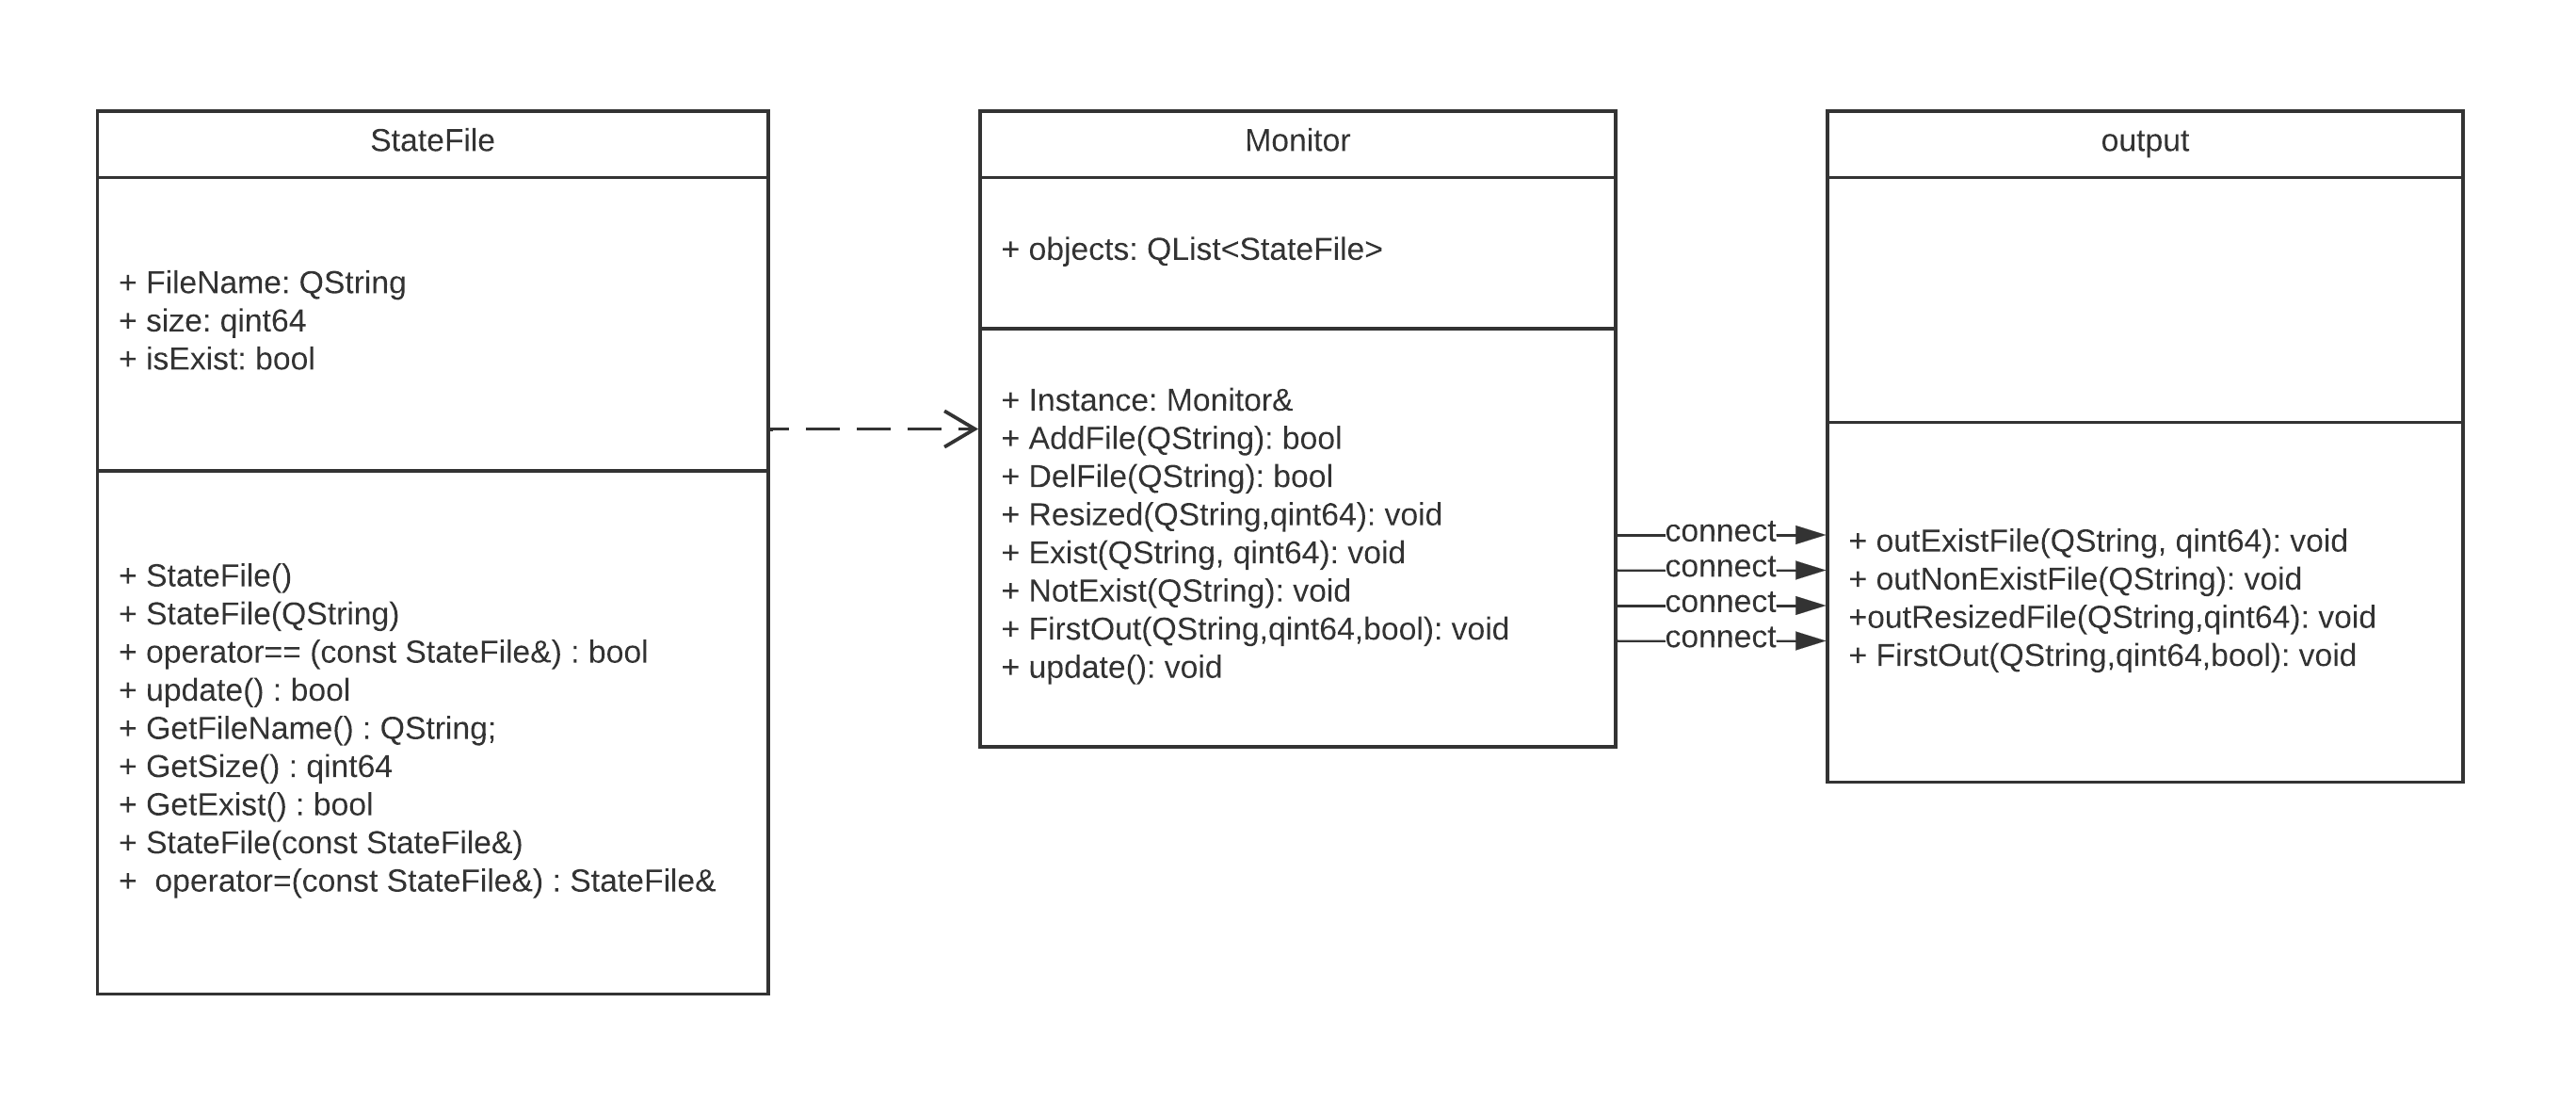 StateFile
+ FileName: QString
+ size: qint64
+ isExist: bool
+ StateFile()
+ StateFile(QString)
+ operator== (const StateFile&) : bool
+ update() : bool
+ GetFileName() : QString;
+ GetSize() : qint64
+ GetExist() : bool
+ StateFile(const StateFile&)
+  operator=(const StateFile&) : StateFile&
Monitor
+ objects: QList<StateFile>
+ Instance: Monitor&
+ AddFile(QString): bool
+ DelFile(QString): bool
+ Resized(QString,qint64): void
+ Exist(QString, qint64): void
+ NotExist(QString): void
+ FirstOut(QString,qint64,bool): void
+ update(): void
connect
connect
connect
connect
output
+ outExistFile(QString, qint64): void
+ outNonExistFile(QString): void
+outResizedFile(QString,qint64): void
+ FirstOut(QString,qint64,bool): void